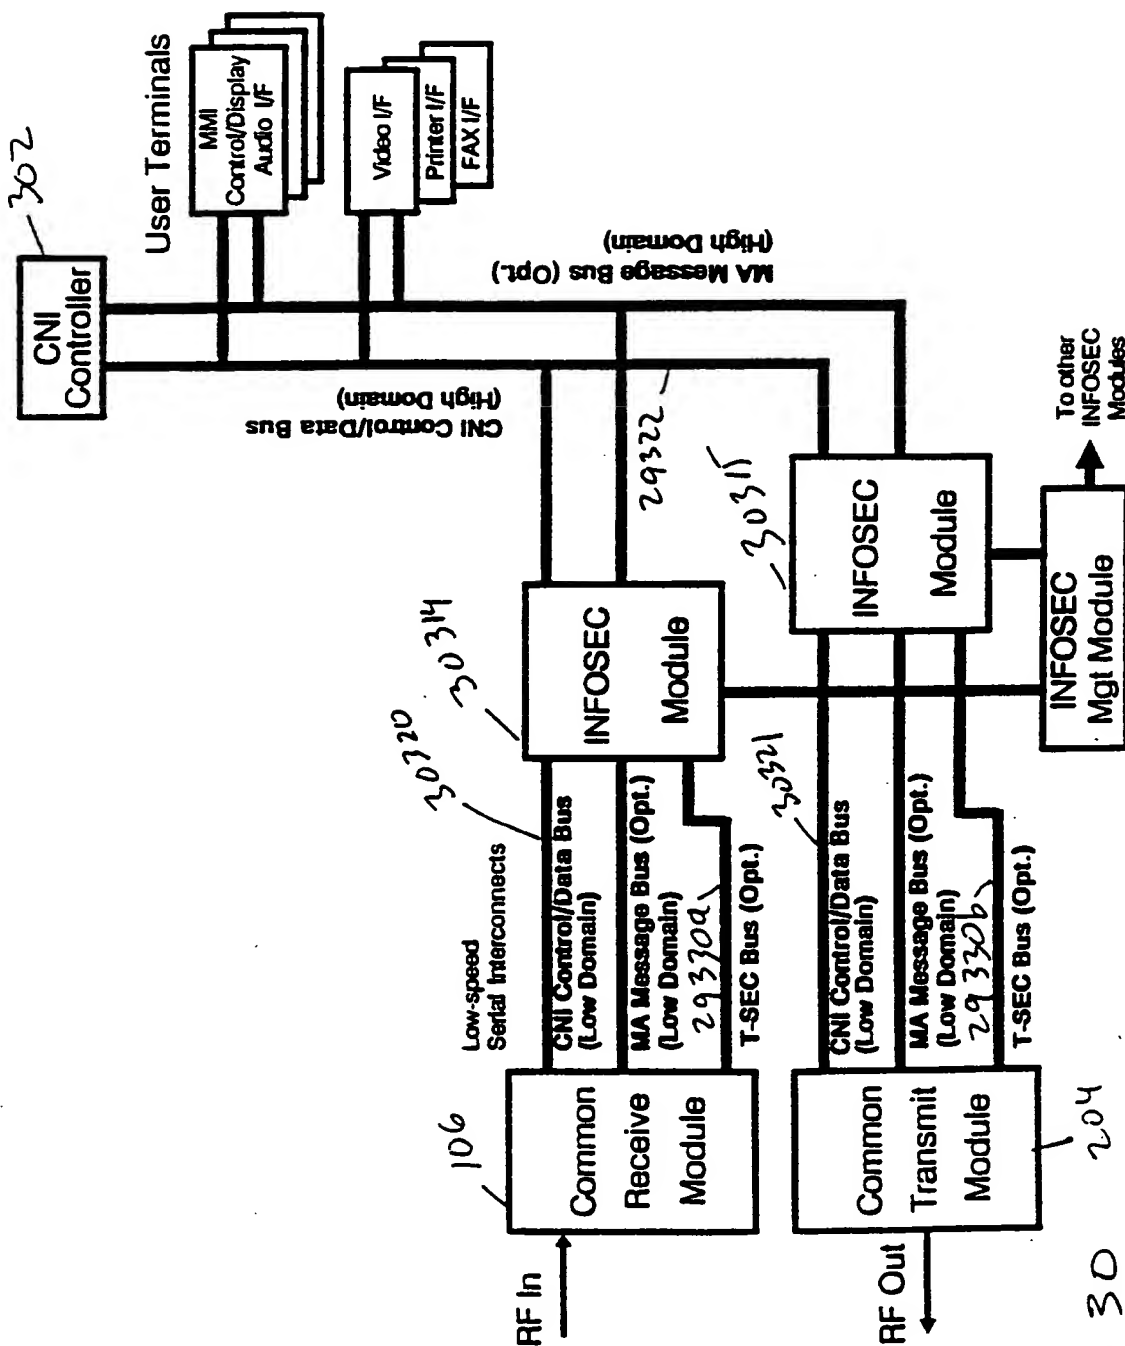 302
CNI
Controller
User Terminals
MMI
Control/Display
Audio I/F
Video I/F
Printer I/F
FAX I/F
MA Message Bus (Opt.)
(High Domain)
CNI Control/Data Bus
(High Domain)
29322
30314
INFOSEC
Module
30315
INFOSEC
Module
To other
INFOSEC
Modules
INFOSEC
Mgt Module
30320
Low-speed
Serial Interconnects
CNI Control/Data Bus
(Low Domain)
MA Message Bus (Opt.)
(Low Domain)
29330a
T-SEC Bus (Opt.)
30321
CNI Control/Data Bus
(Low Domain)
MA Message Bus (Opt.)
(Low Domain)
29330b
T-SEC Bus (Opt.)
106
Common
Receive
Module
Common
Transmit
Module
204
RF In
RF Out
30